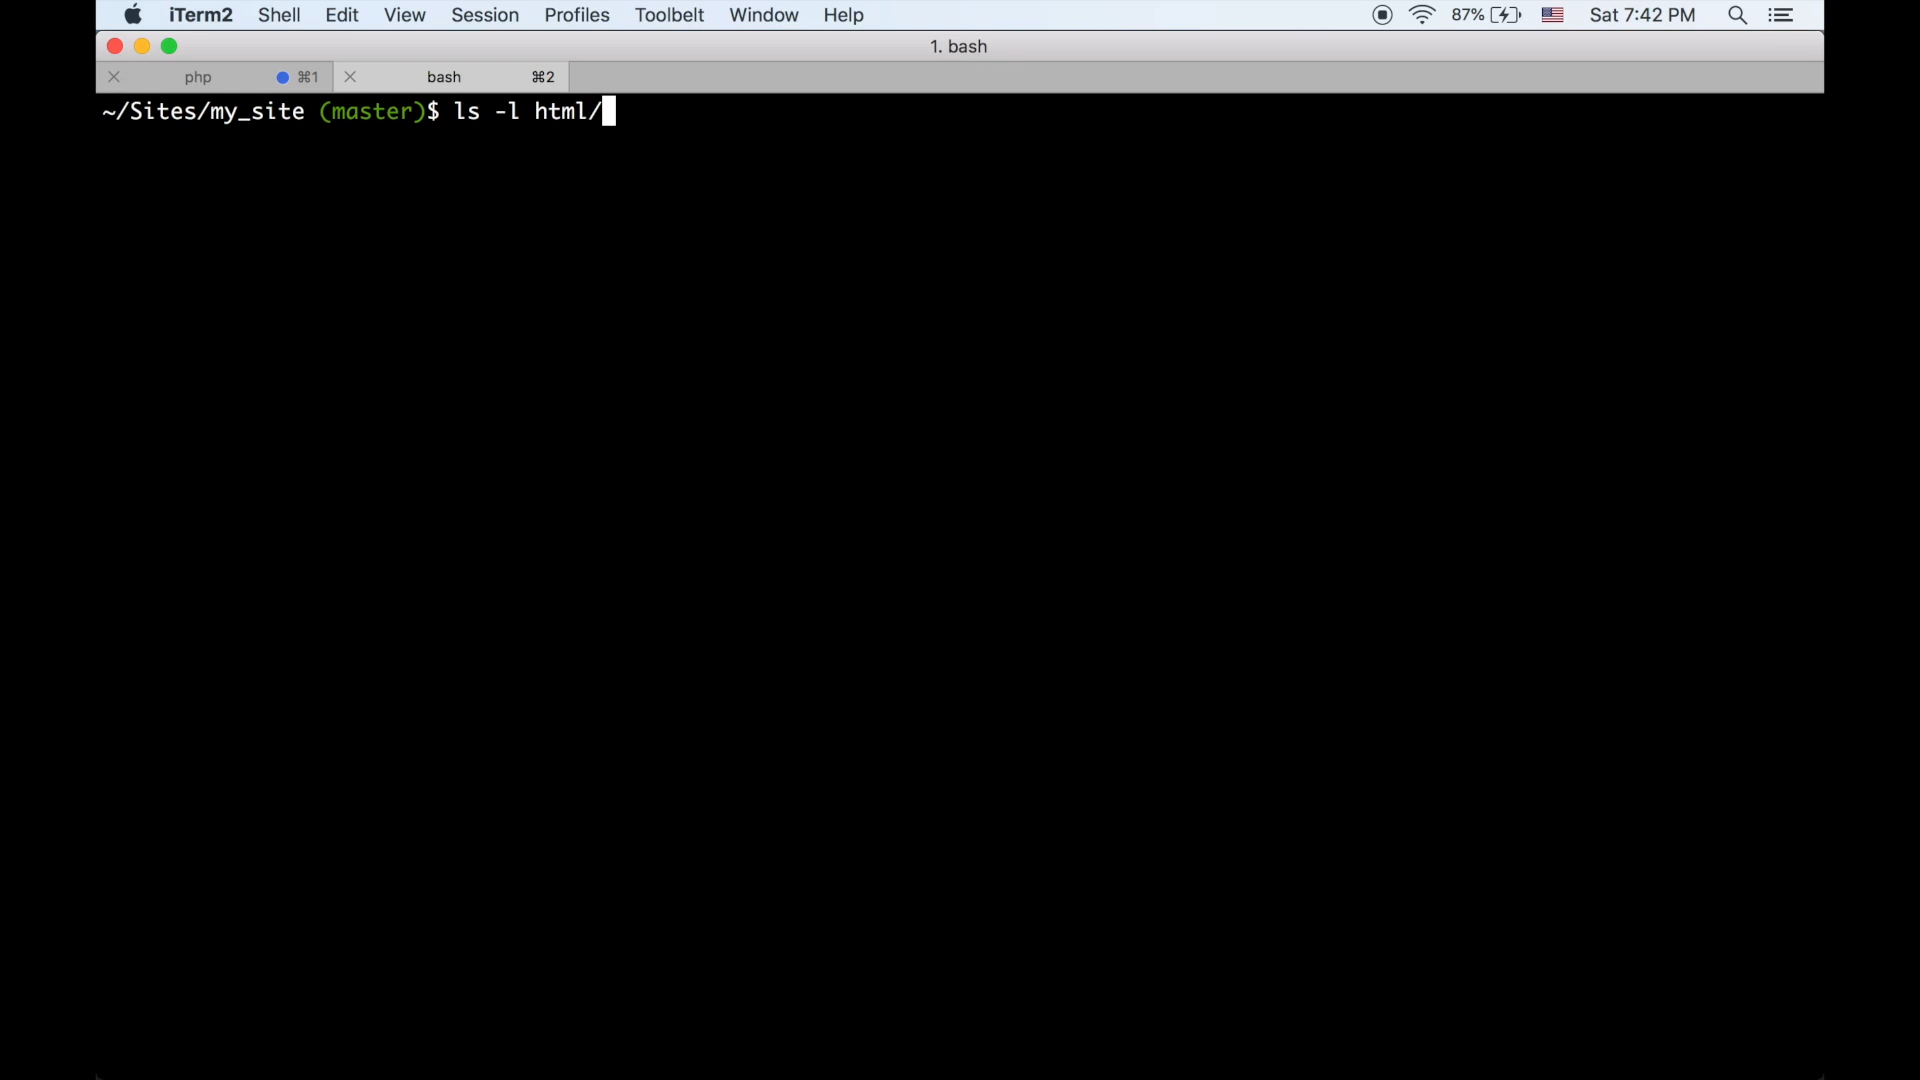 iTerm2 Shell Edit View Session Profiles Toolbelt Window Help 87% Sat 7:42 PM
1. bash
php ⌘1 bash ⌘2
~/Sites/my_site (master)$ ls -l html/